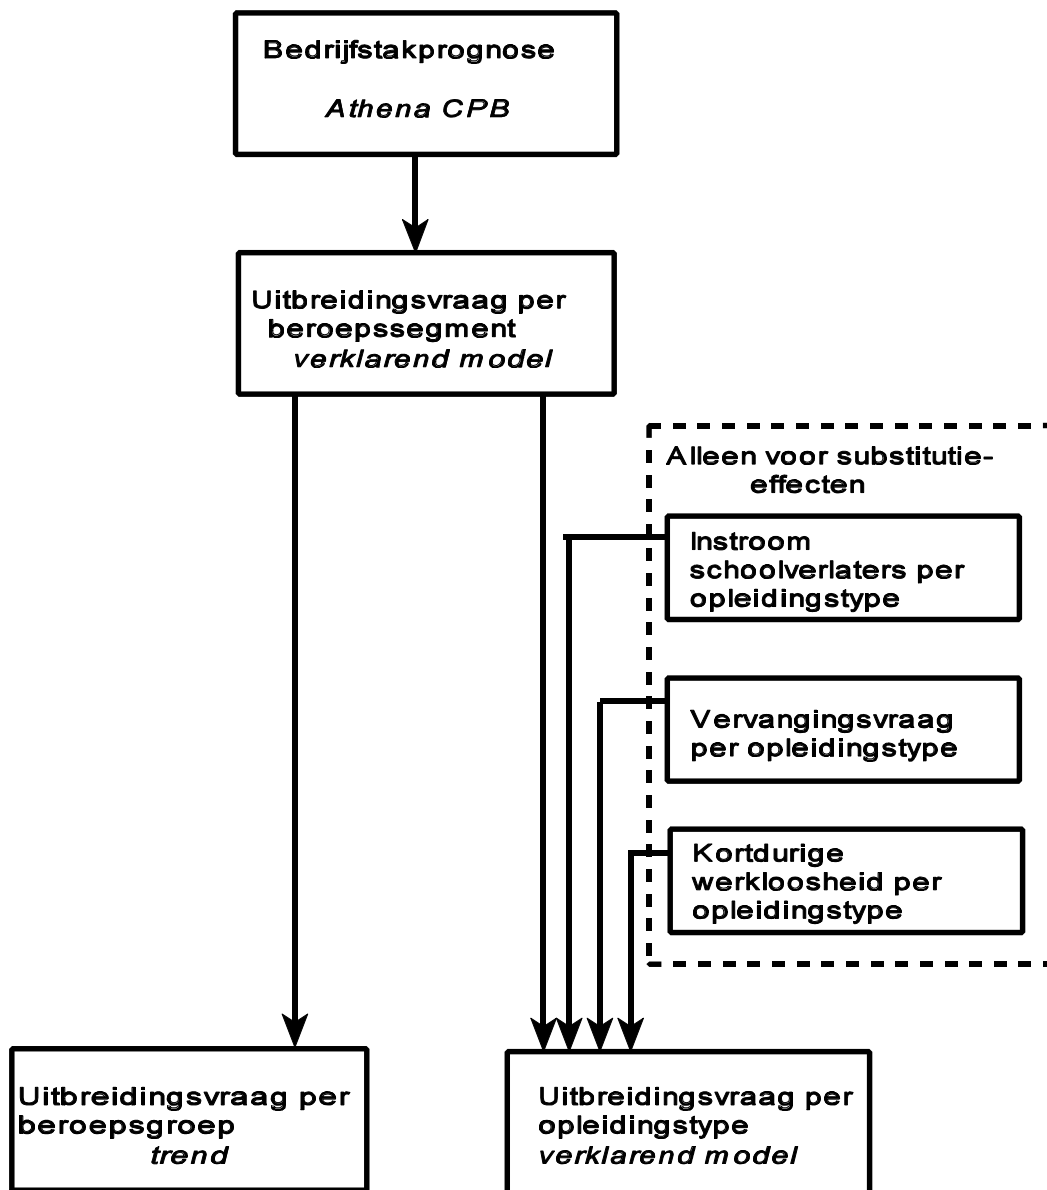 Bedrijfstakprognose
Athena CPB
Uitbreidingsvraag per
beroepssegment
verklarend model
Alleen voor substitutie-
effecten
Instroom
schoolverlaters per
opleidingstype
Vervangingsvraag
per opleidingstype
Kortdurige
werkloosheid per
opleidingstype
Uitbreidingsvraag per
beroepsgroep
trend
Uitbreidingsvraag per
opleidingstype
verklarend model